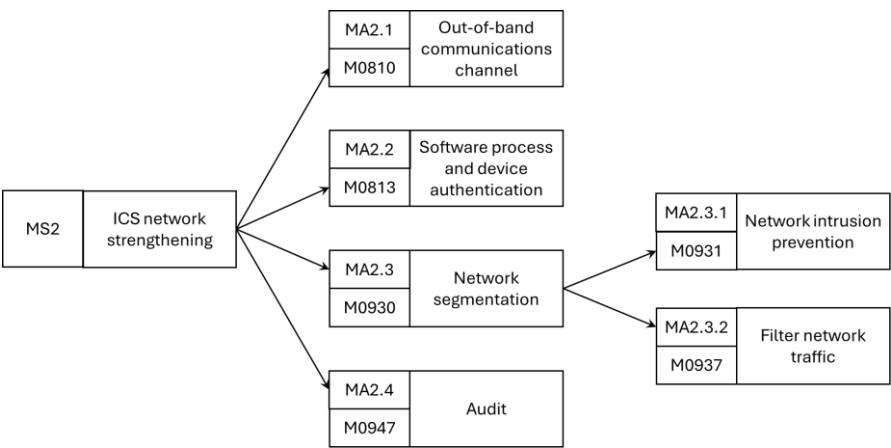 MS2
ICS network
strengthening
MA2.1
M0810
Out-of-band
communications
channel
MA2.2
M0813
Software process
and device
authentication
MA2.3
M0930
Network
segmentation
MA2.4
M0947
Audit
MA2.3.1
M0931
Network intrusion
prevention
MA2.3.2
M0937
Filter network
traffic